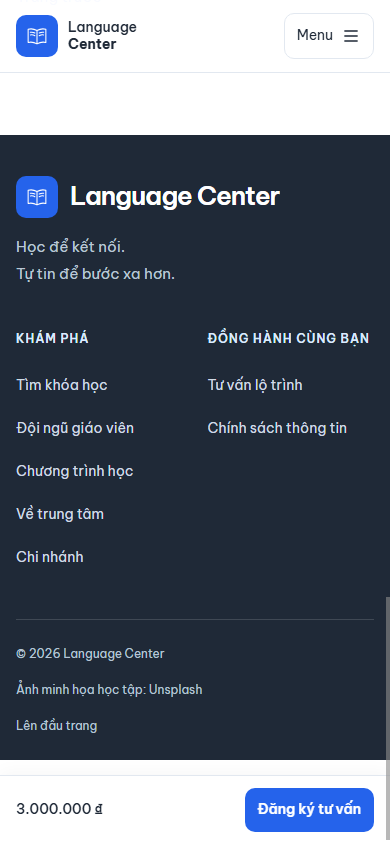 Language
Center
Menu
Language Center
Học để kết nối.
Tự tin để bước xa hơn.
KHÁM PHÁ
Tìm khóa học
Đội ngũ giáo viên
Chương trình học
Về trung tâm
Chi nhánh
ĐỒNG HÀNH CÙNG BẠN
Tư vấn lộ trình
Chính sách thông tin
© 2026 Language Center
Ảnh minh họa học tập: Unsplash
Lên đầu trang
3.000.000 ₫
Đăng ký tư vấn